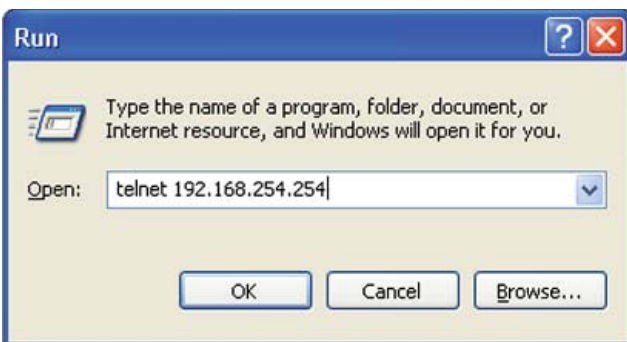 Run
Type the name of a program, folder, document, or
Internet resource, and Windows will open it for you.
Open: telnet 192.168.254.254
OK Cancel Browse...